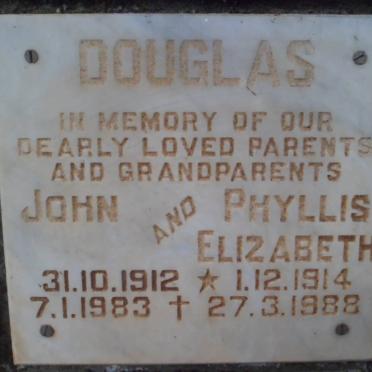 DOUGLAS
IN MEMORY OF OUR
DEARLY LOVED PARENTS
AND GRANDPARENTS
JOHN AND PHYLLIS
ELIZABETH
31.10.1912 ☆ 1.12.1914
7.1.1983 † 27.3.1988